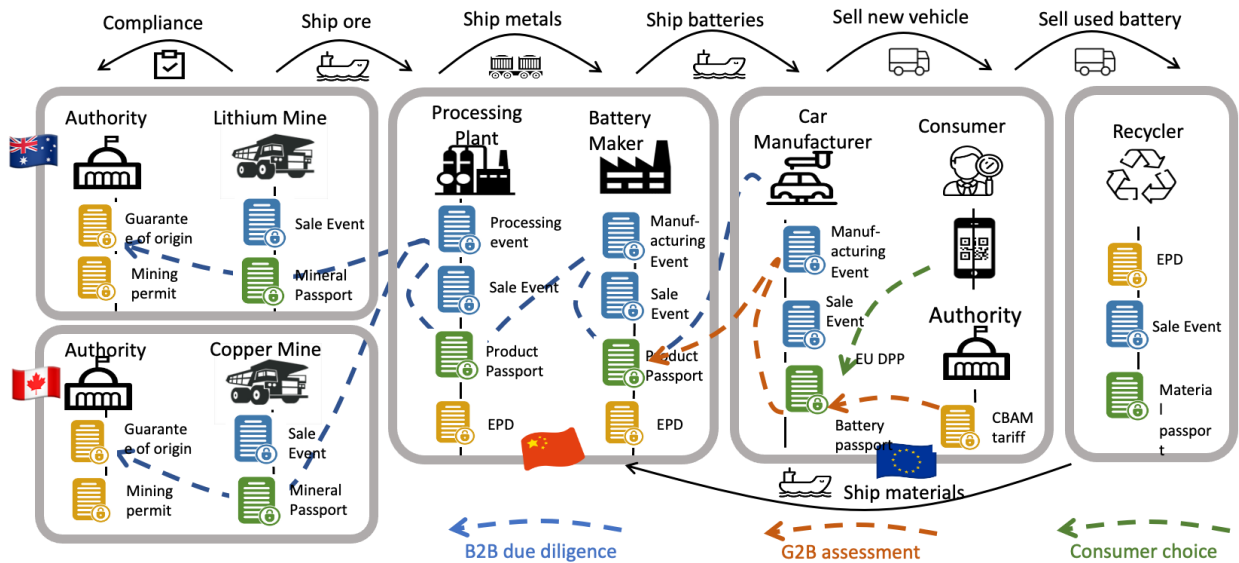 Compliance
Ship ore
Ship metals
Ship batteries
Sell new vehicle
Sell used battery
Authority
Lithium Mine
Guarante
e of origin
Mining
permit
Sale Event
Mineral
Passport
Authority
Copper Mine
Guarante
e of origin
Mining
permit
Sale
Event
Mineral
Passport
Processing
Plant
Processing
event
Sale Event
Product
Passport
EPD
Battery
Maker
Manuf-
acturing
Event
Sale
Event
Product
Passport
EPD
Car
Manufacturer
Manuf-
acturing
Event
Sale
Event
EU DPP
Battery
passport
Consumer
Authority
CBAM
tariff
Recycler
EPD
Sale Event
Materia
l
passpor
t
Ship materials
B2B due diligence
G2B assessment
Consumer choice